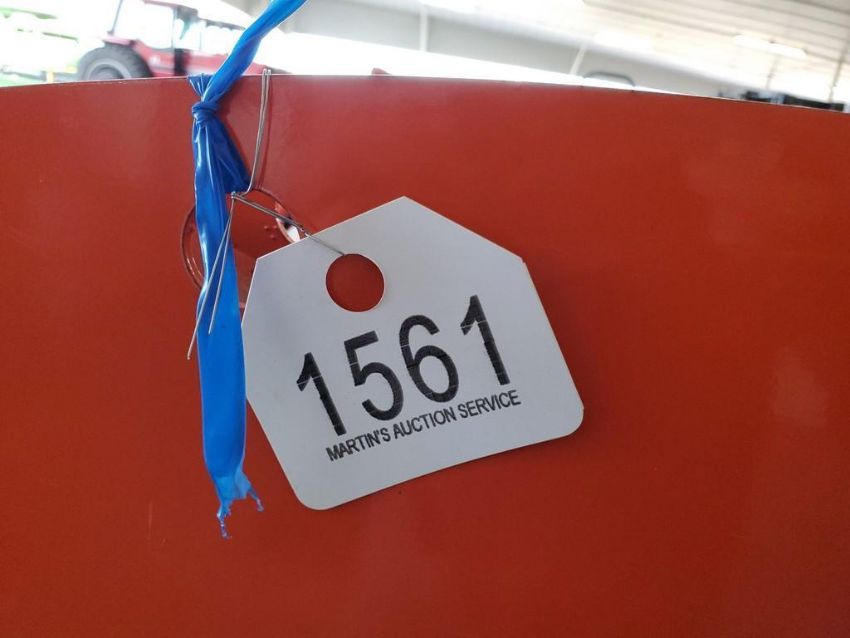 1561
MARTIN'S AUCTION SERVICE